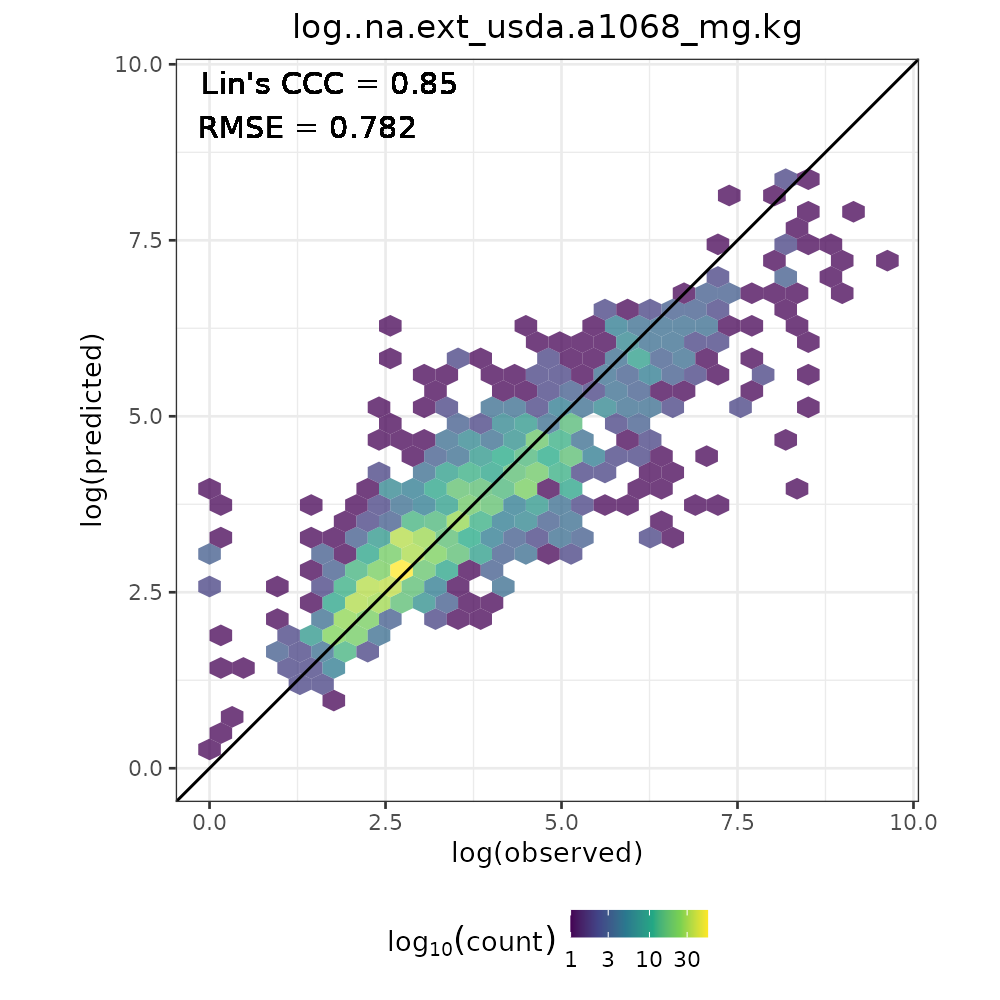 log..na.ext_usda.a1068_mg.kg
Lin's CCC = 0.85
RMSE = 0.782
10.0
7.5
5.0
2.5
0.0
log(predicted)
0.0 2.5 5.0 7.5 10.0
log(observed)
log10(count)
1 3 10 30